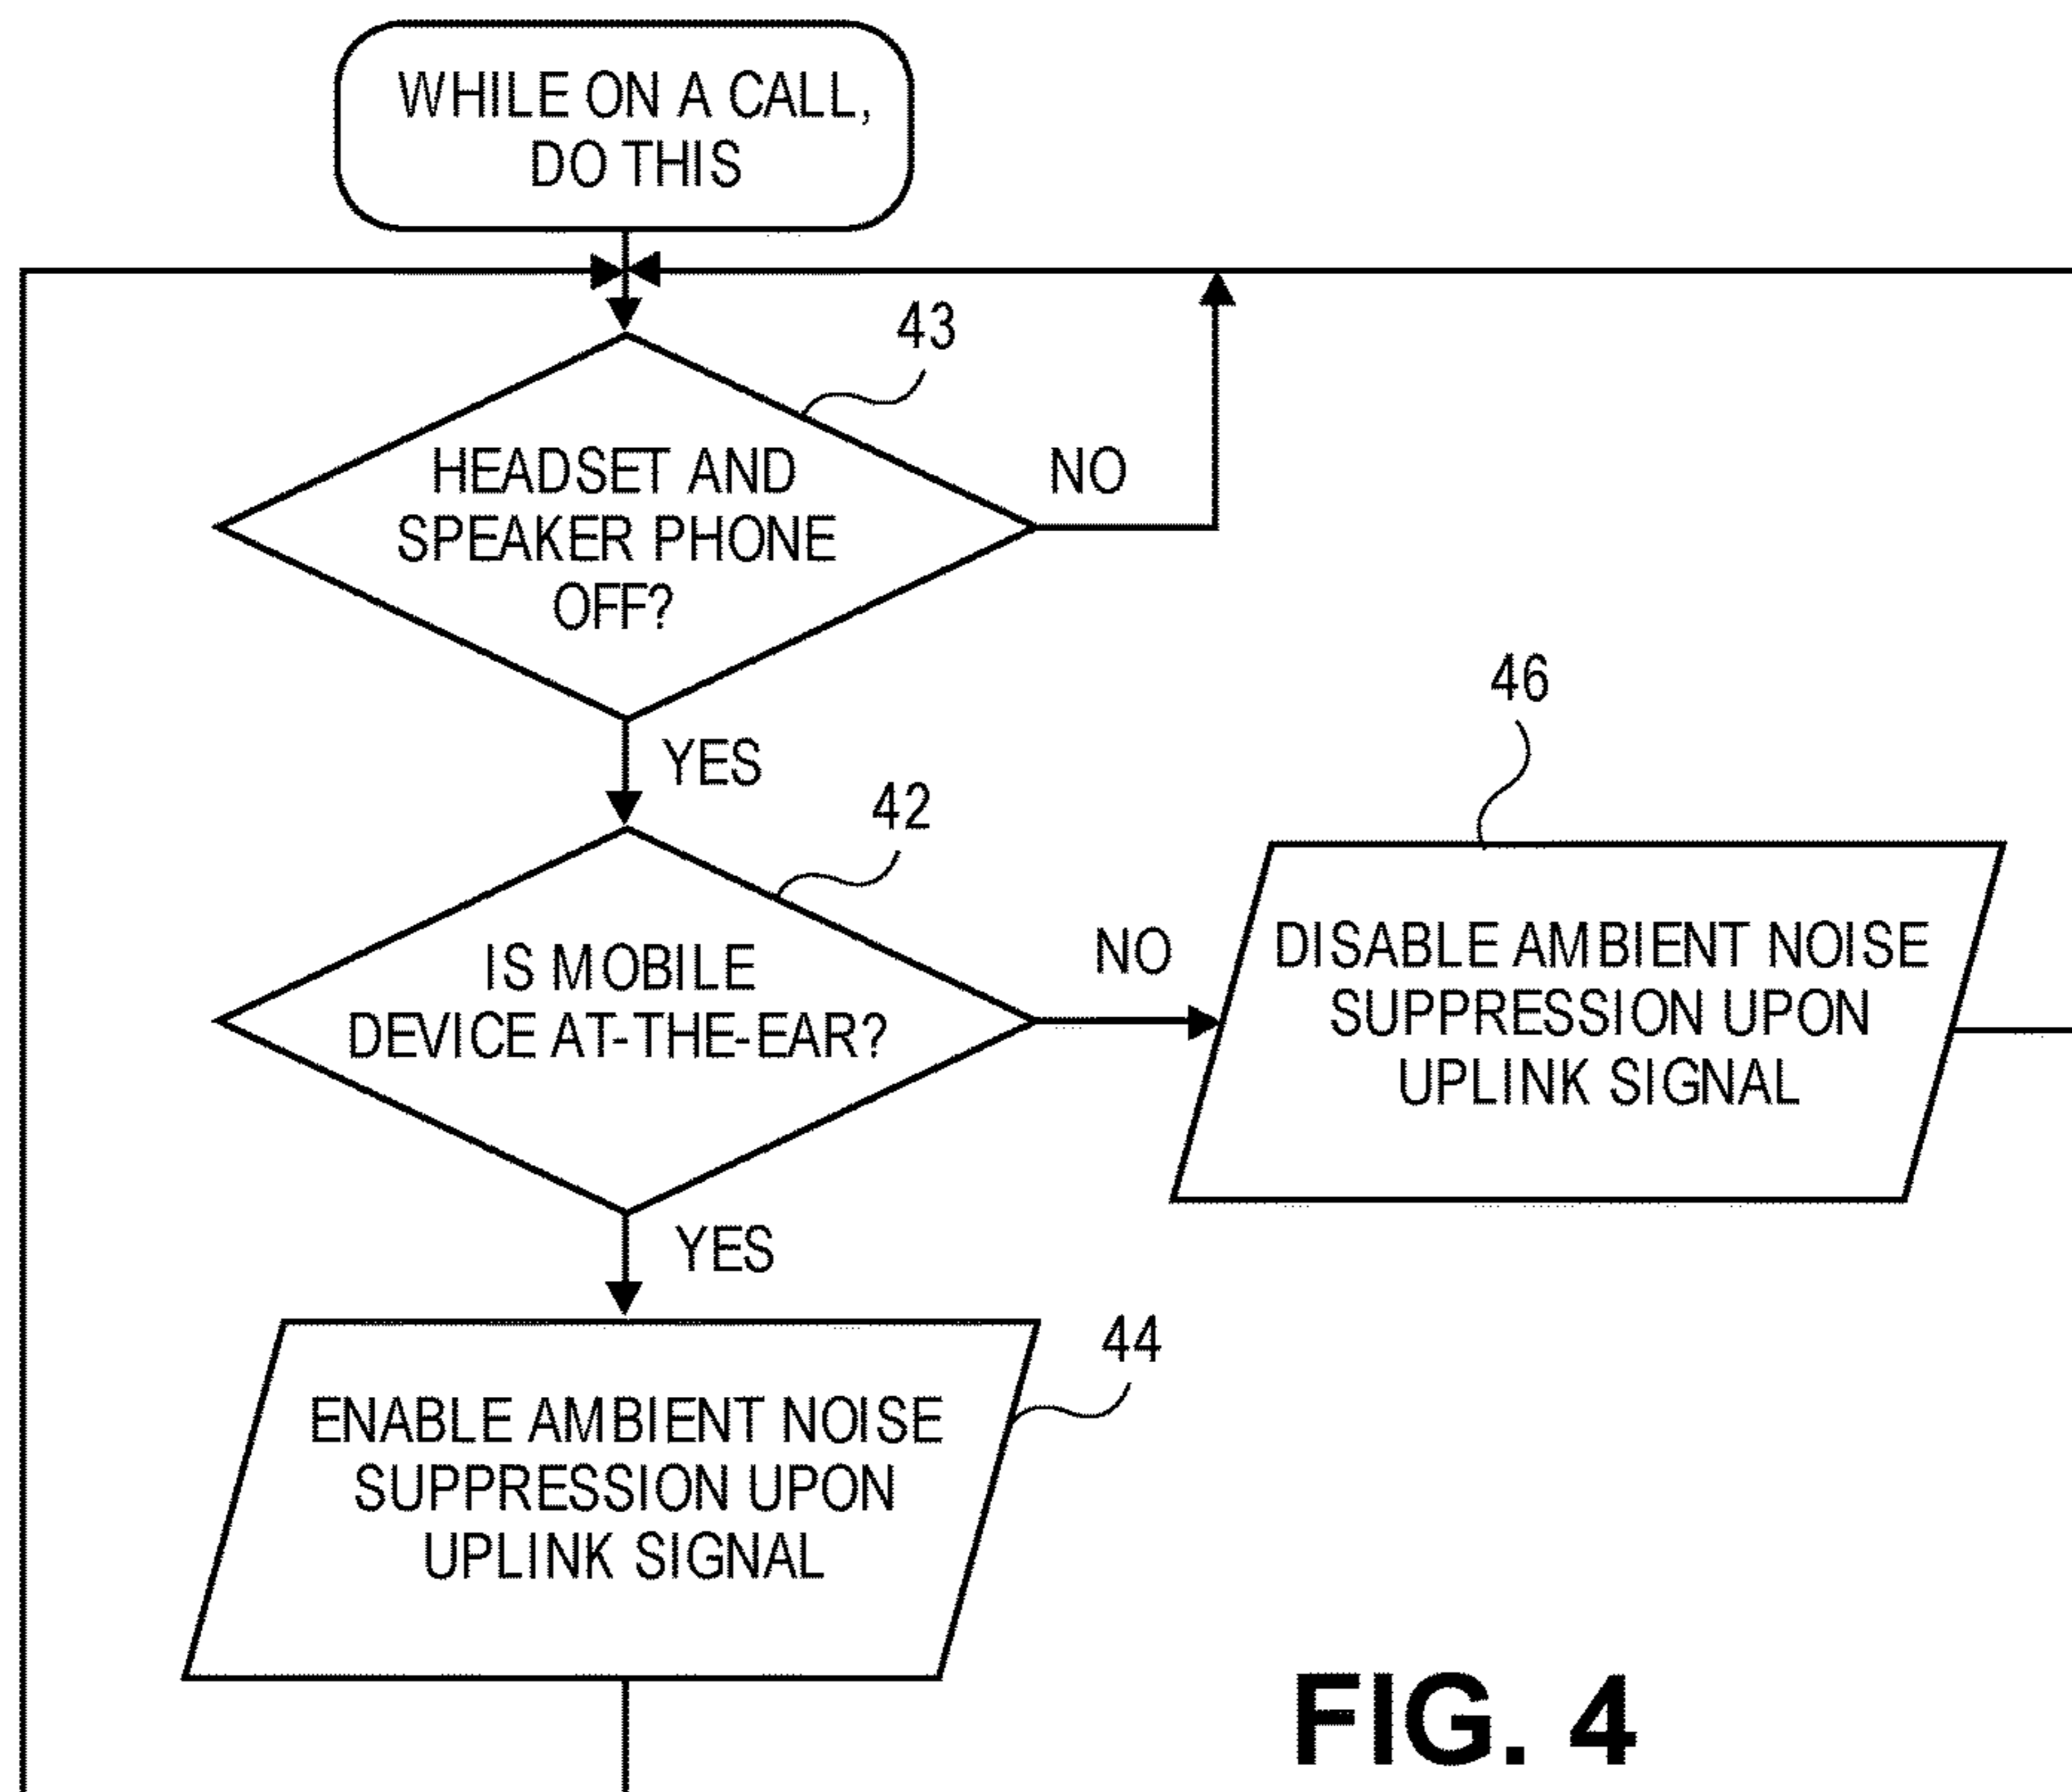 WHILE ON A CALL,
DO THIS
43
HEADSET AND
SPEAKER PHONE
OFF?
NO
YES
46
42
IS MOBILE
DEVICE AT-THE-EAR?
NO
DISABLE AMBIENT NOISE
SUPPRESSION UPON
UPLINK SIGNAL
YES
44
ENABLE AMBIENT NOISE
SUPPRESSION UPON
UPLINK SIGNAL
FIG. 4